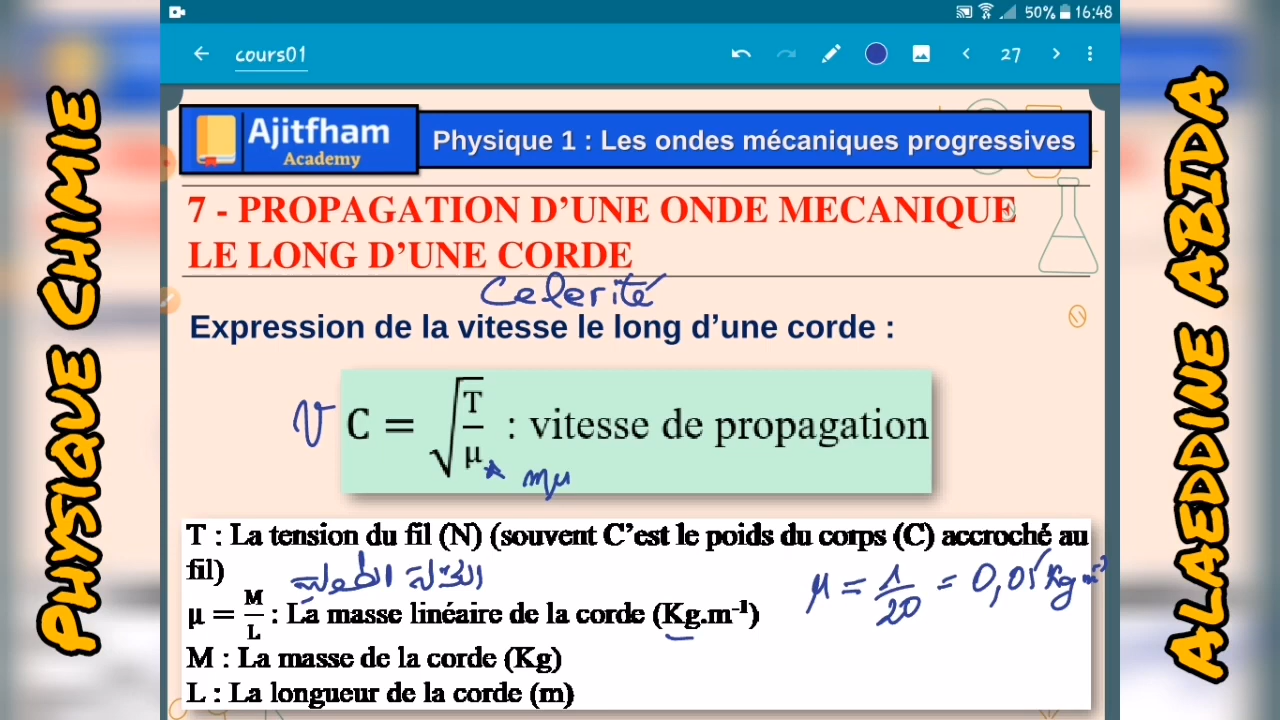 50% 16:48
cours01
27
Ajitfham
Academy
Physique 1 : Les ondes mécaniques progressives
7 - PROPAGATION D’UNE ONDE MECANIQUE
LE LONG D’UNE CORDE
Celerité
Expression de la vitesse le long d’une corde :
V C = √(T/μ) : vitesse de propagation
mu
T : La tension du fil (N) (souvent C’est le poids du corps (C) accroché au
fil)
الكتلة الطولية
μ = 1/20 = 0,05 Kg m⁻¹
μ = M/L : La masse linéaire de la corde (Kg.m⁻¹)
M : La masse de la corde (Kg)
L : La longueur de la corde (m)
PHYSIQUE CHIMIE
ALAEDDINE ABIDA